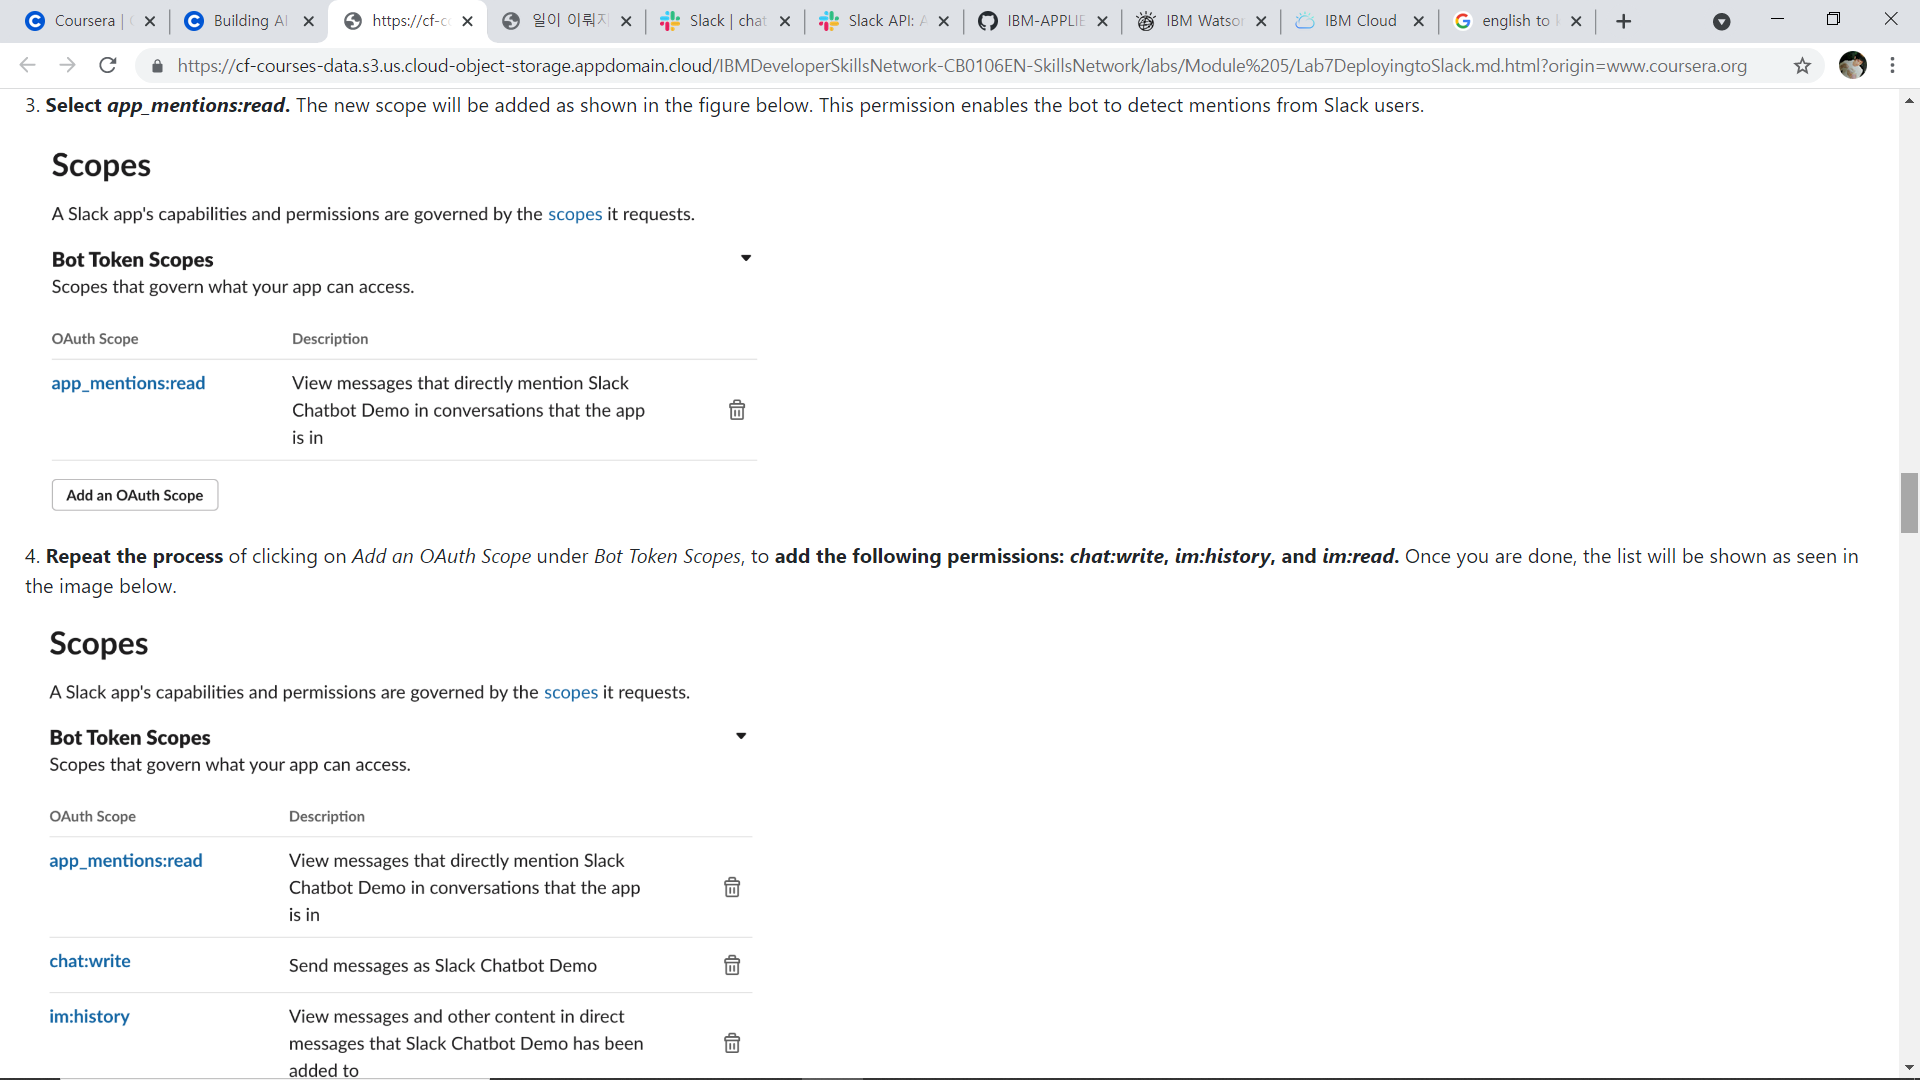 Coursera |
Building AI
https://cf-c
일이 이뤄지
Slack | chat
Slack API: A
IBM-APPLIE
IBM Watson
IBM Cloud
english to
https://cf-courses-data.s3.us.cloud-object-storage.appdomain.cloud/IBMDeveloperSkillsNetwork-CB0106EN-SkillsNetwork/labs/Module%205/Lab7DeployingtoSlack.md.html?origin=www.coursera.org
3. Select app_mentions:read. The new scope will be added as shown in the figure below. This permission enables the bot to detect mentions from Slack users.
Scopes
A Slack app's capabilities and permissions are governed by the scopes it requests.
Bot Token Scopes
Scopes that govern what your app can access.
OAuth Scope Description
app_mentions:read View messages that directly mention Slack
Chatbot Demo in conversations that the app
is in
Add an OAuth Scope
4. Repeat the process of clicking on Add an OAuth Scope under Bot Token Scopes, to add the following permissions: chat:write, im:history, and im:read. Once you are done, the list will be shown as seen in
the image below.
Scopes
A Slack app's capabilities and permissions are governed by the scopes it requests.
Bot Token Scopes
Scopes that govern what your app can access.
OAuth Scope Description
app_mentions:read View messages that directly mention Slack
Chatbot Demo in conversations that the app
is in
chat:write Send messages as Slack Chatbot Demo
im:history View messages and other content in direct
messages that Slack Chatbot Demo has been
added to